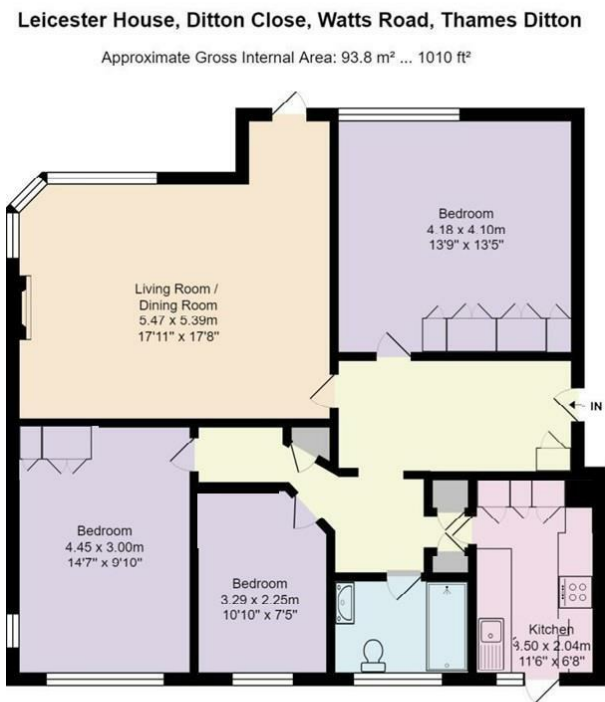 Leicester House, Ditton Close, Watts Road, Thames Ditton
Approximate Gross Internal Area: 93.8 m² ... 1010 ft²
Bedroom
4.18 x 4.10m
13'9" x 13'5"
Living Room /
Dining Room
5.47 x 5.39m
17'11" x 17'8"
IN
Bedroom
4.45 x 3.00m
14'7" x 9'10"
Bedroom
3.29 x 2.25m
10'10" x 7'5"
Kitchen
3.50 x 2.04m
11'6" x 6'8"